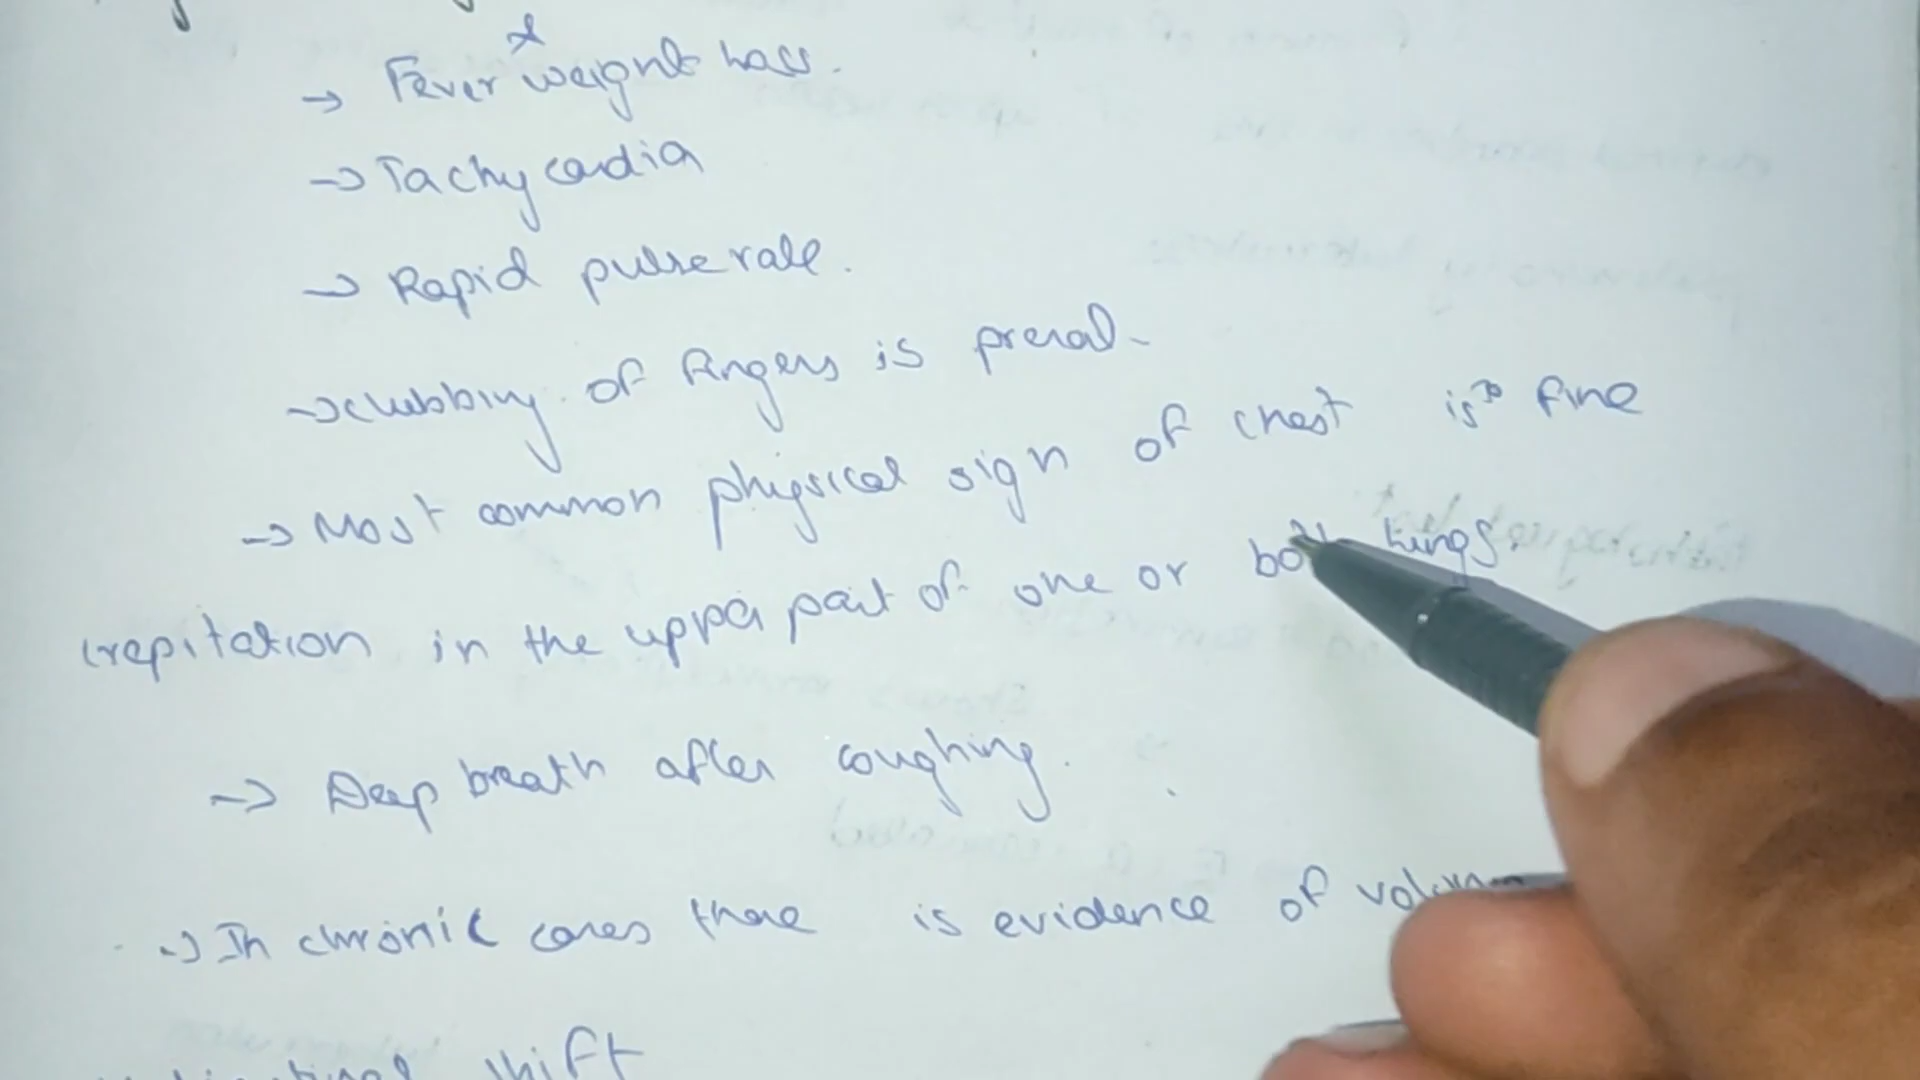 → Fever & weight loss.
→ Tachycardia
→ Rapid pulse rate.
→ clubbing of fingers is
→ Most common physical sign of chest is fine
crepitation in the upper part of one or both lungs.
→ Deep breath after coughing.
→ In chronic cases there is evidence of
shift